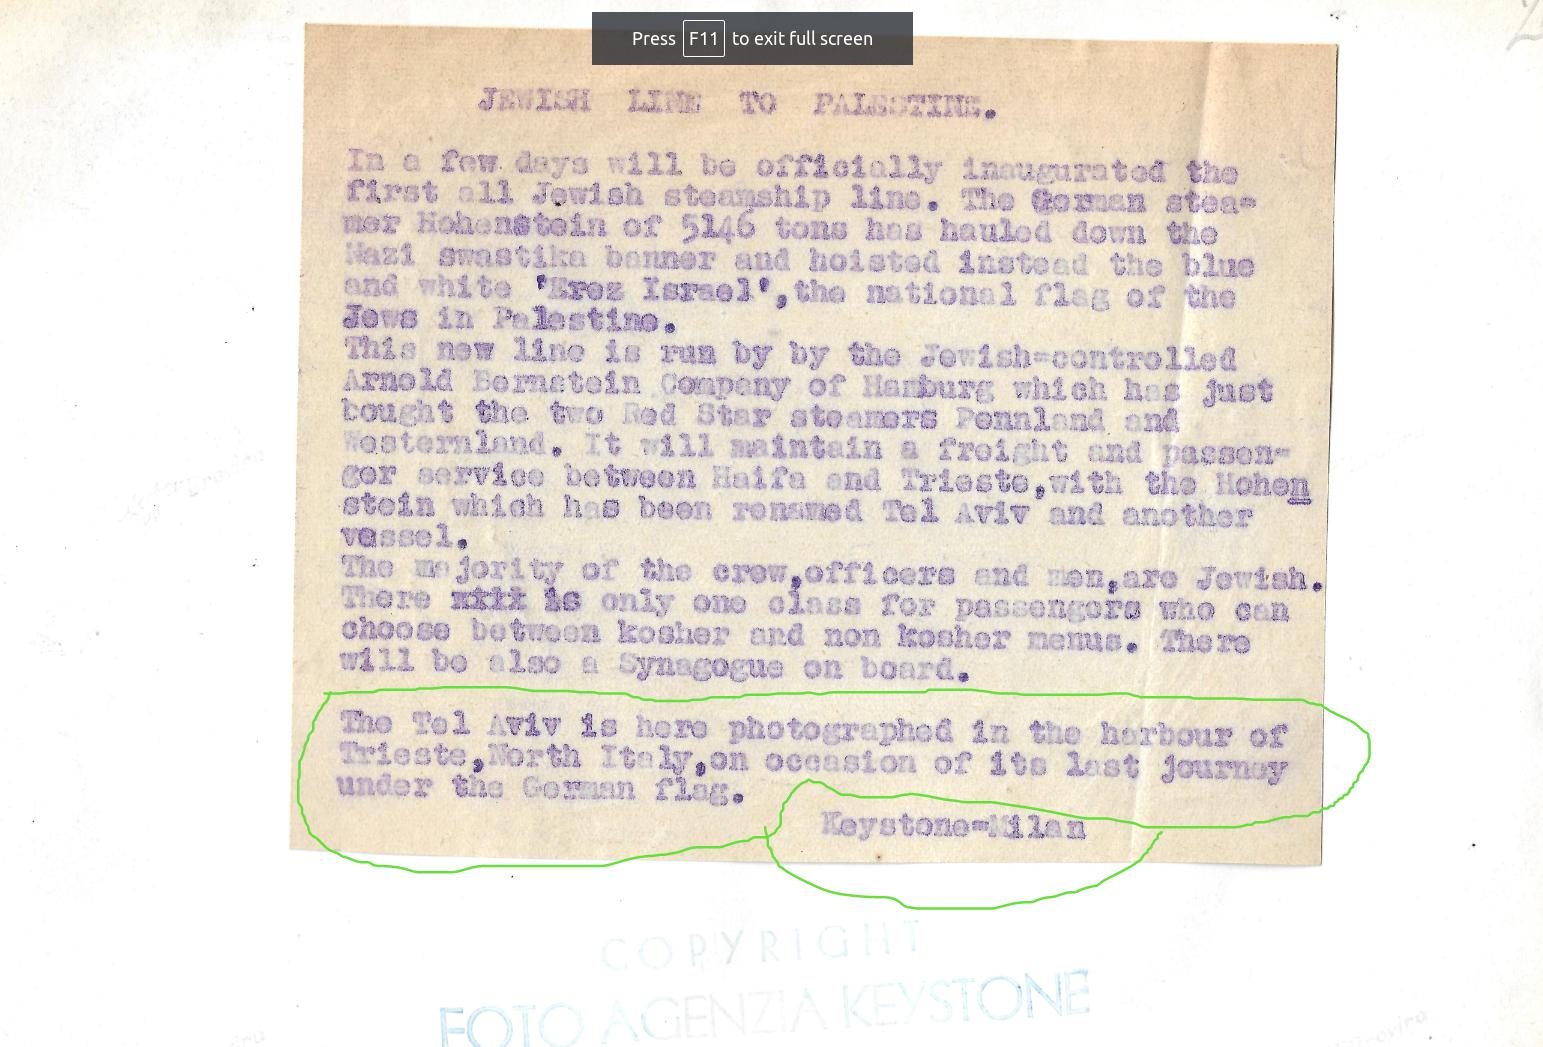 Press F11 to exit full screen
JEWISH LINE TO PALESTINE.
In a few days will be officially inaugurated the
first all Jewish steamship line. The German stea=
mer Hohenstein of 5146 tons has hauled down the
Nazi swastika banner and hoisted instead the blue
and white 'Erez Israel',the national flag of the
Jews in Palestine.
This new line is run by by the Jewish=controlled
Arnold Bernstein Company of Hamburg which has just
bought the two Red Star steamers Pennland and
Westernland. It will maintain a freight and passen=
ger service between Haifa and Trieste,with the Hohen
stein which has been renamed Tel Aviv and another
vessel.
The majority of the crew,officers and men,are Jewish.
There is only one class for passengers who can
choose between kosher and non kosher menus. There
will be also a Synagogue on board.
The Tel Aviv is here photographed in the harbour of
Trieste,North Italy,on occasion of its last journey
under the German flag.
Keystone=Milan
COPYRIGHT
FOTO AGENZIA KEYSTONE